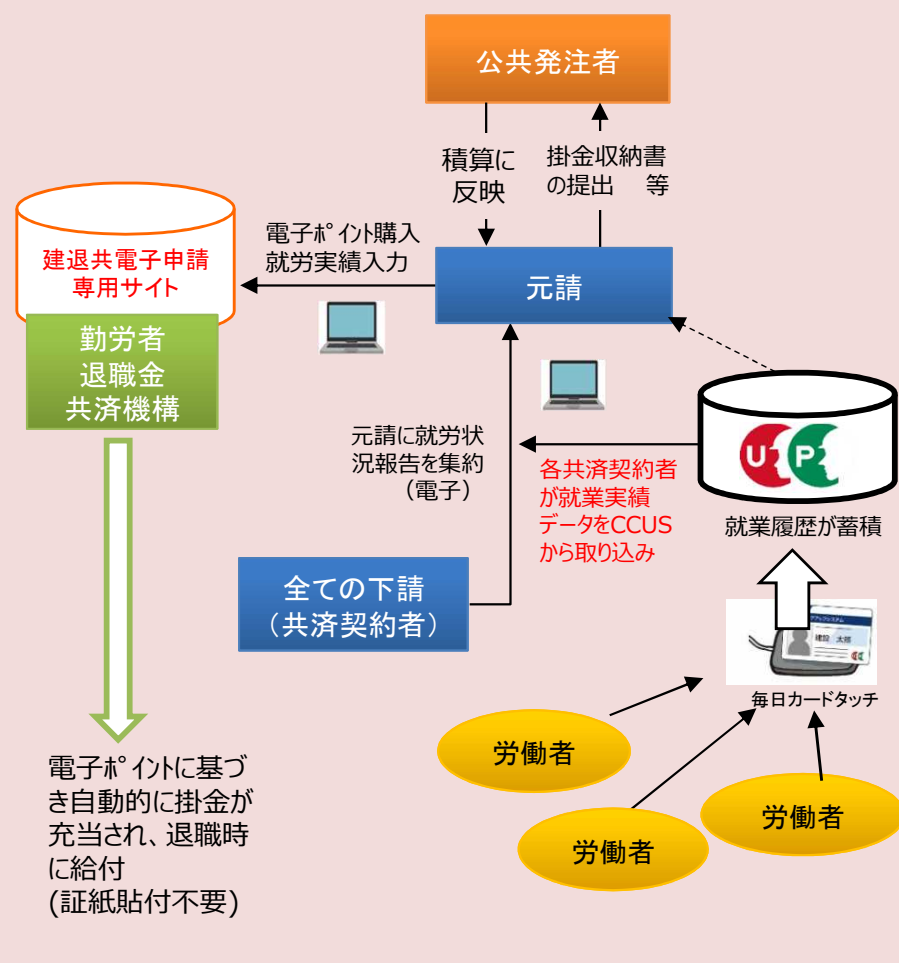 公共発注者
積算に
反映
掛金収納書
の提出　等
電子ポイント購入
就労実績入力
建退共電子申請
専用サイト
元請
勤労者
退職金
共済機構
元請に就労状
況報告を集約
（電子）
各共済契約者
が就業実績
データをCCUS
から取り込み
UP
就業履歴が蓄積
全ての下請
（共済契約者）
建設 太郎
毎日カードタッチ
労働者
労働者
労働者
電子ポイントに基づ
き自動的に掛金が
充当され、退職時
に給付
(証紙貼付不要)